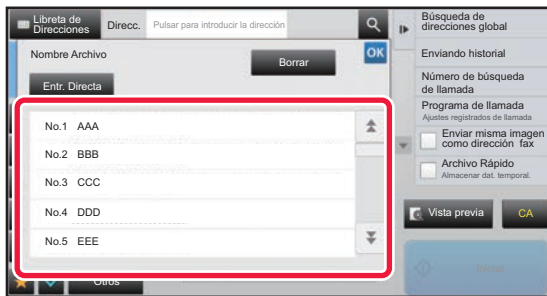 Libreta de
Direcciones
Direcc.
Pulsar para introducir la dirección
Nombre Archivo
Borrar
OK
Entr. Directa
No.1 AAA
No.2 BBB
No.3 CCC
No.4 DDD
No.5 EEE
Otros
Búsqueda de
direcciones global
Enviando historial
Número de búsqueda
de llamada
Programa de llamada
Ajustes registrados de llamada
Enviar misma imagen
como dirección fax
Archivo Rápido
Almacenar dat. temporal.
Vista previa
CA
Iniciar